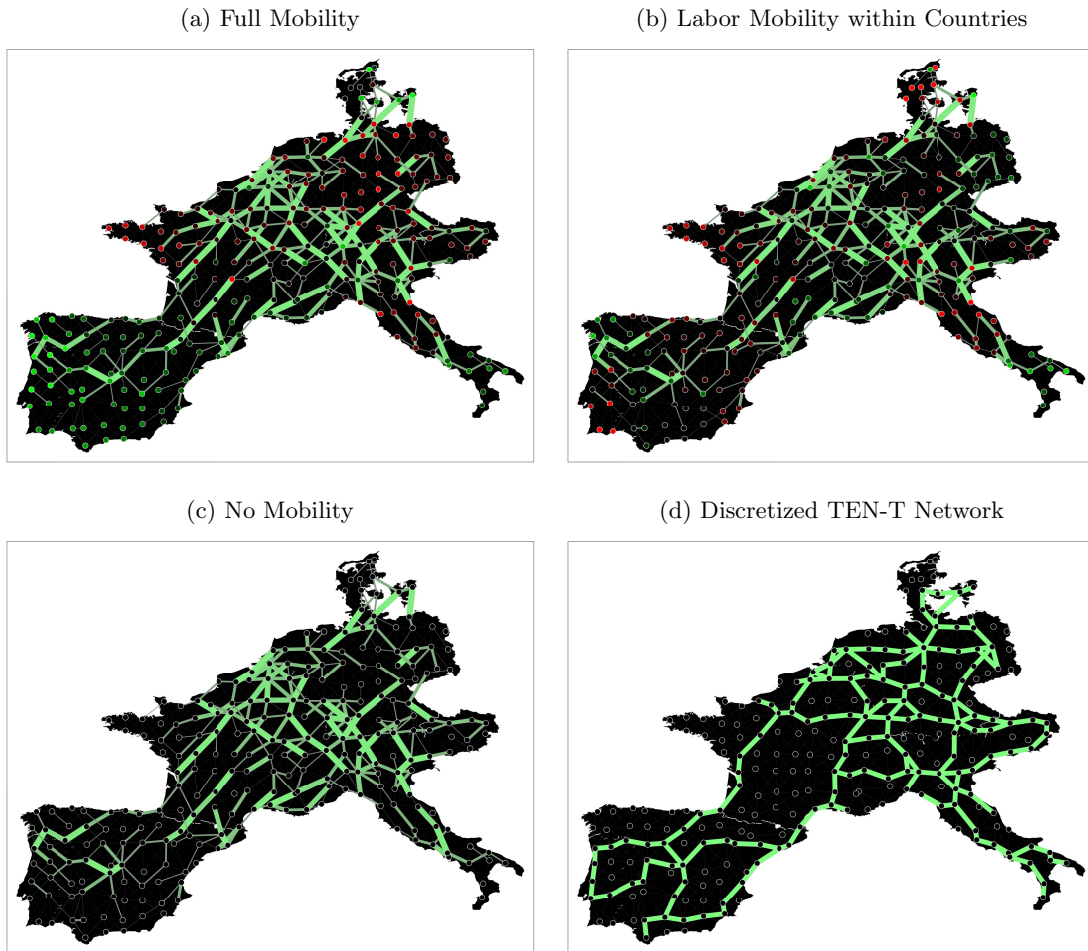 (a) Full Mobility
(b) Labor Mobility within Countries
(c) No Mobility
(d) Discretized TEN-T Network